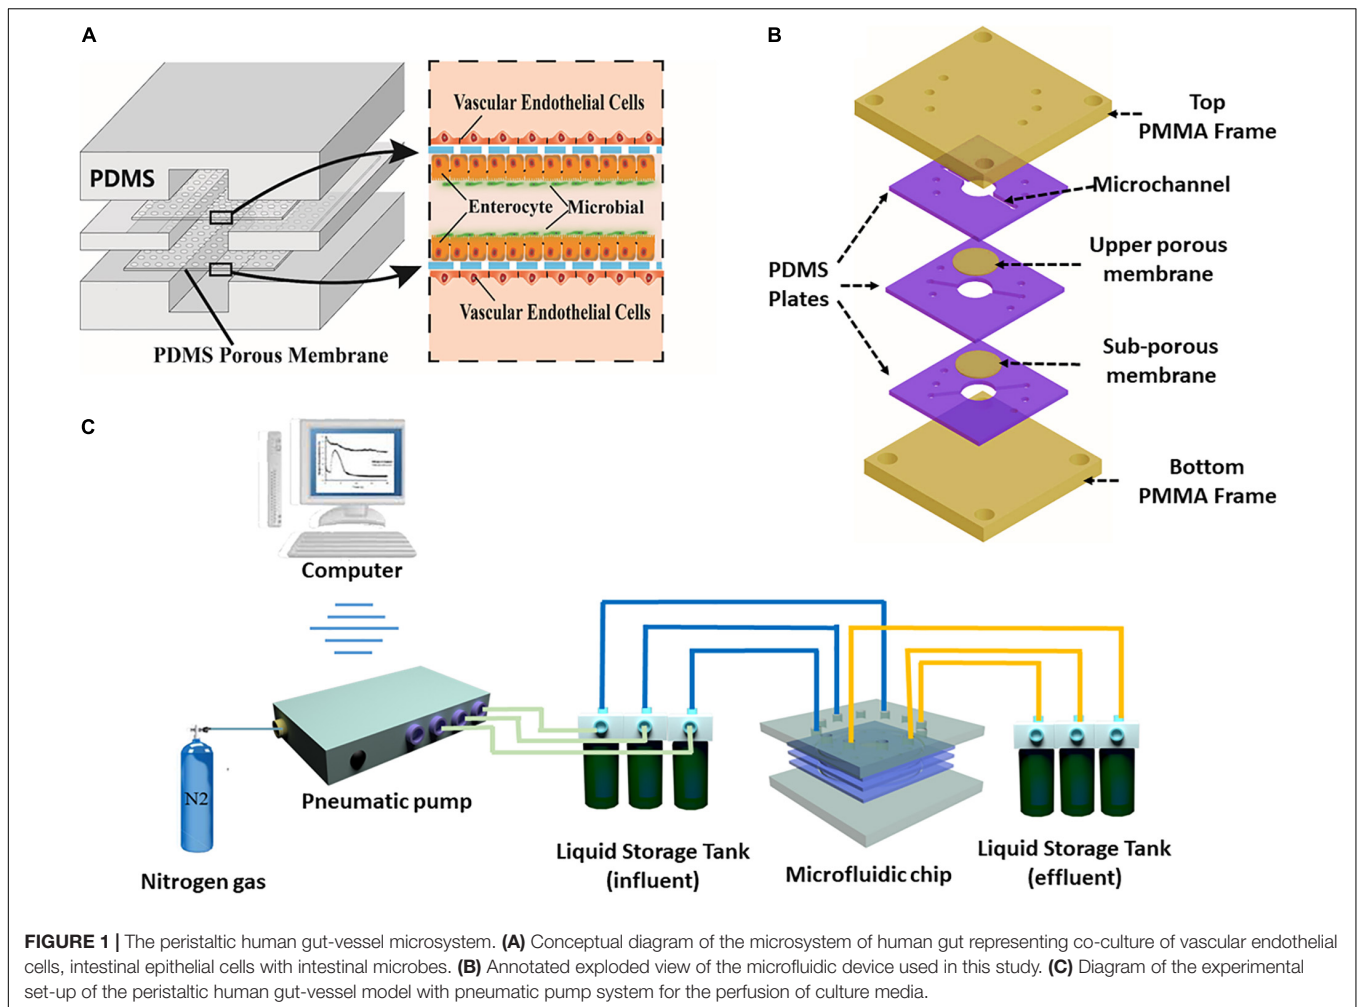 A
PDMS
PDMS Porous Membrane
Vascular Endothelial Cells
Enterocyte
Microbial
Vascular Endothelial Cells
B
Top
PMMA Frame
Microchannel
Upper porous
membrane
PDMS
Plates
Sub-porous
membrane
Bottom
PMMA Frame
C
Computer
N2
Nitrogen gas
Pneumatic pump
Liquid Storage Tank
(influent)
Microfluidic chip
Liquid Storage Tank
(effluent)
FIGURE 1 | The peristaltic human gut-vessel microsystem. (A) Conceptual diagram of the microsystem of human gut representing co-culture of vascular endothelial
cells, intestinal epithelial cells with intestinal microbes. (B) Annotated exploded view of the microfluidic device used in this study. (C) Diagram of the experimental
set-up of the peristaltic human gut-vessel model with pneumatic pump system for the perfusion of culture media.